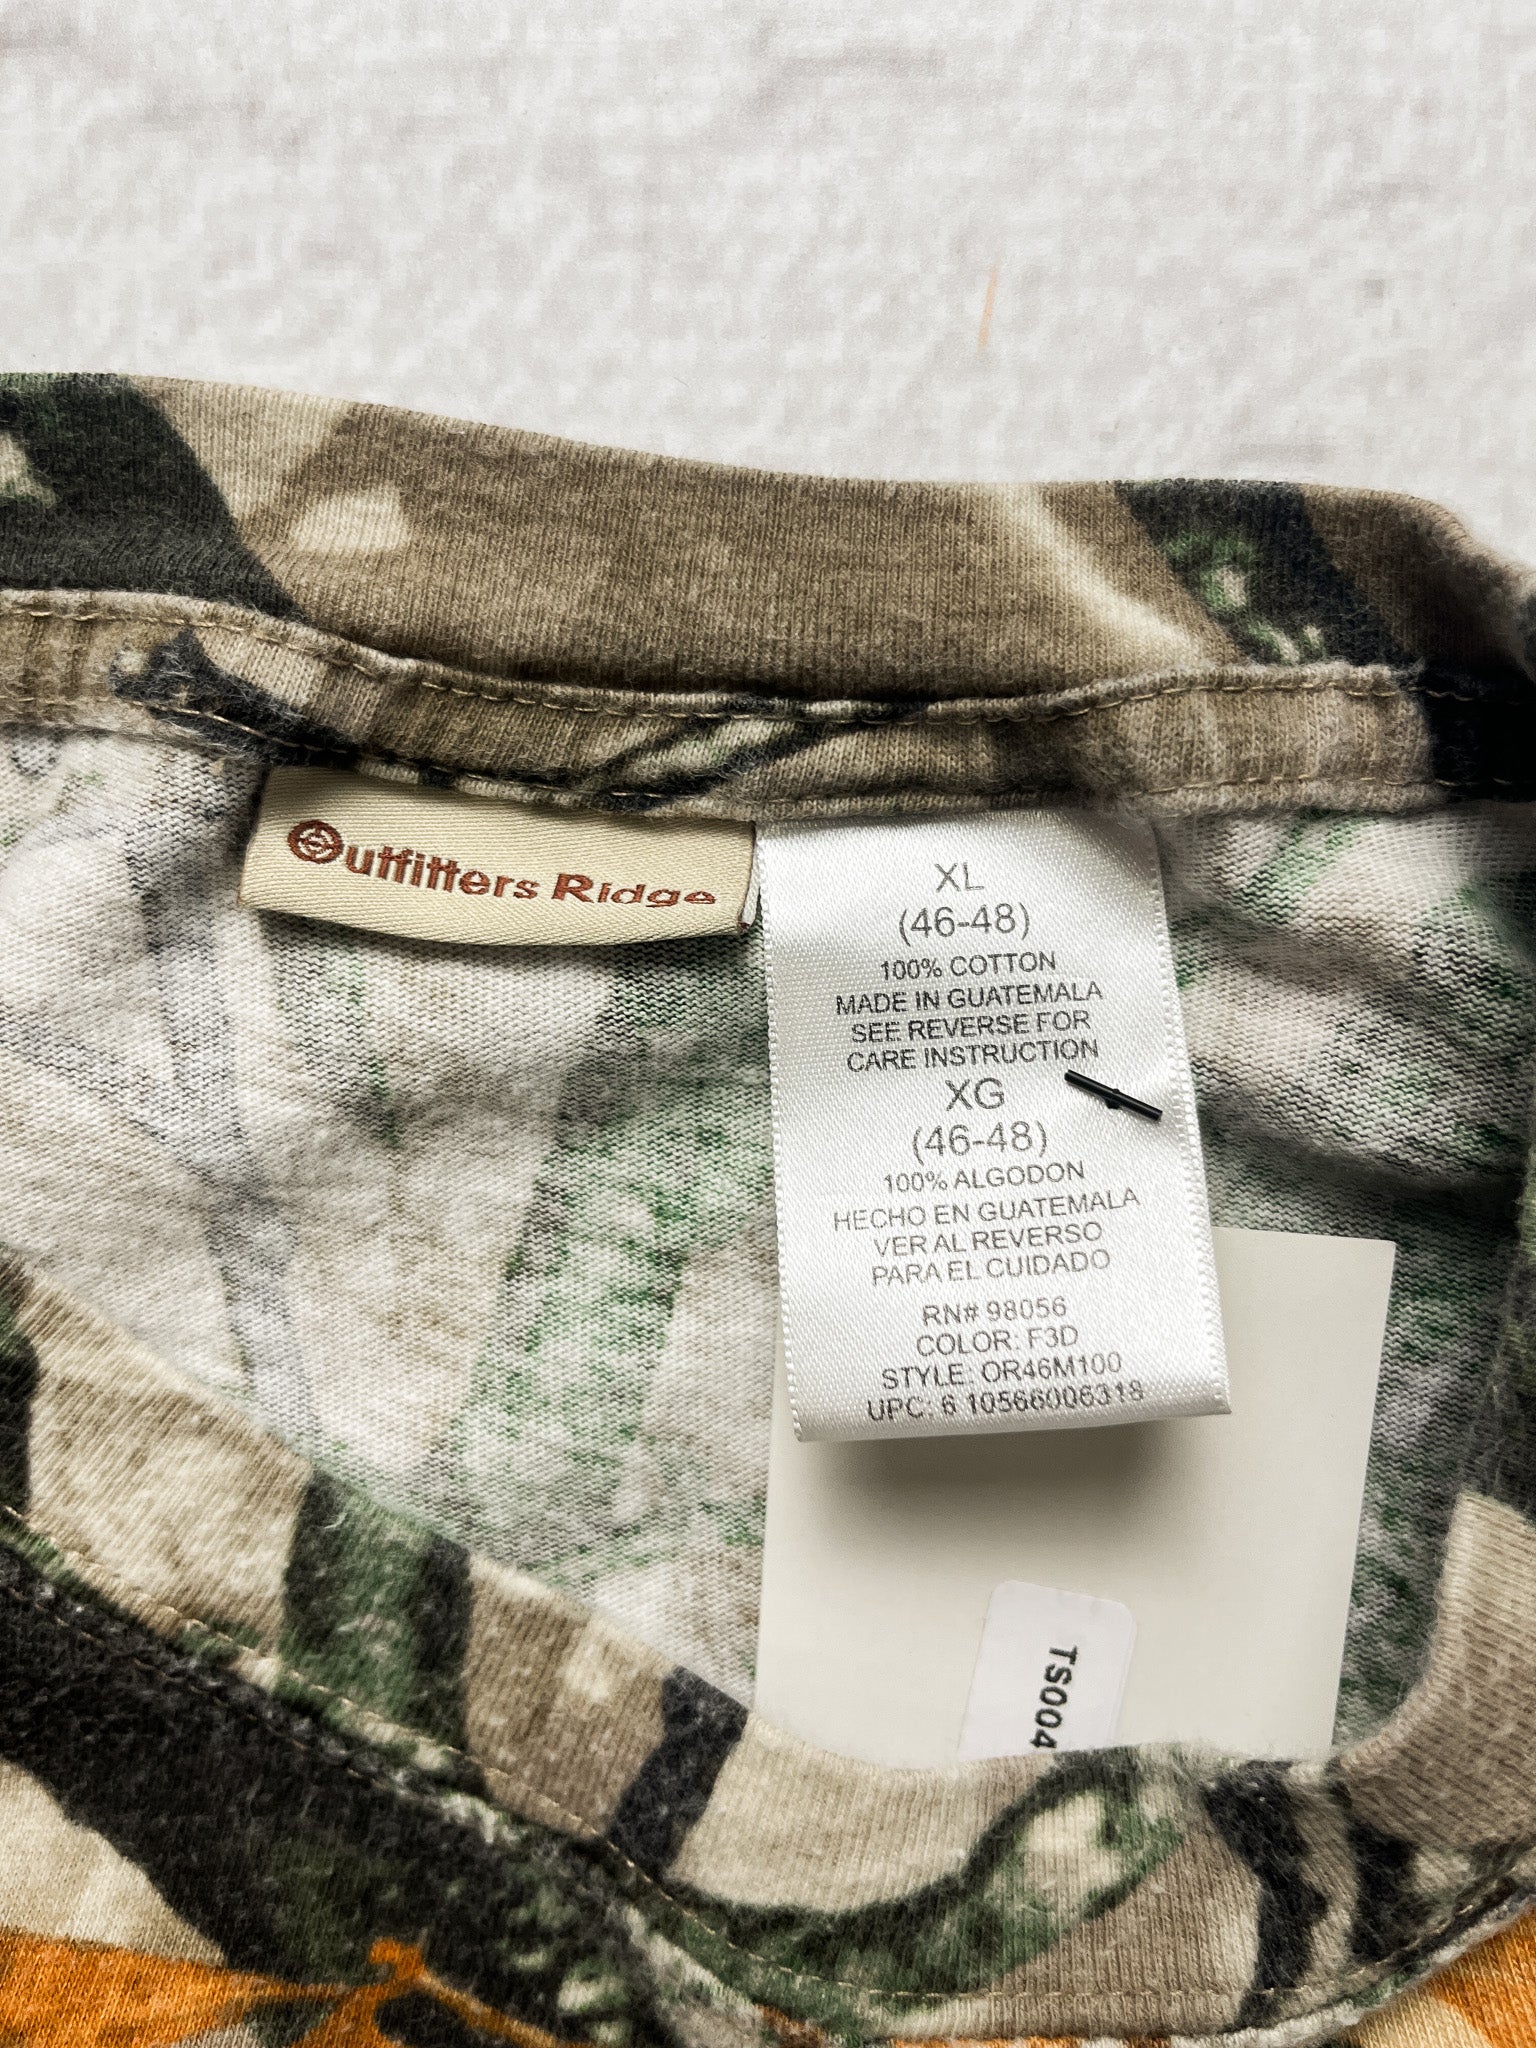 Outfitters Ridge
XL
(46-48)
100% COTTON
MADE IN GUATEMALA
SEE REVERSE FOR
CARE INSTRUCTION
XG
(46-48)
100% ALGODON
HECHO EN GUATEMALA
VER AL REVERSO
PARA EL CUIDADO
RN# 98056
COLOR: F3D
STYLE: OR46M100
UPC: 6 10566006318
TS004